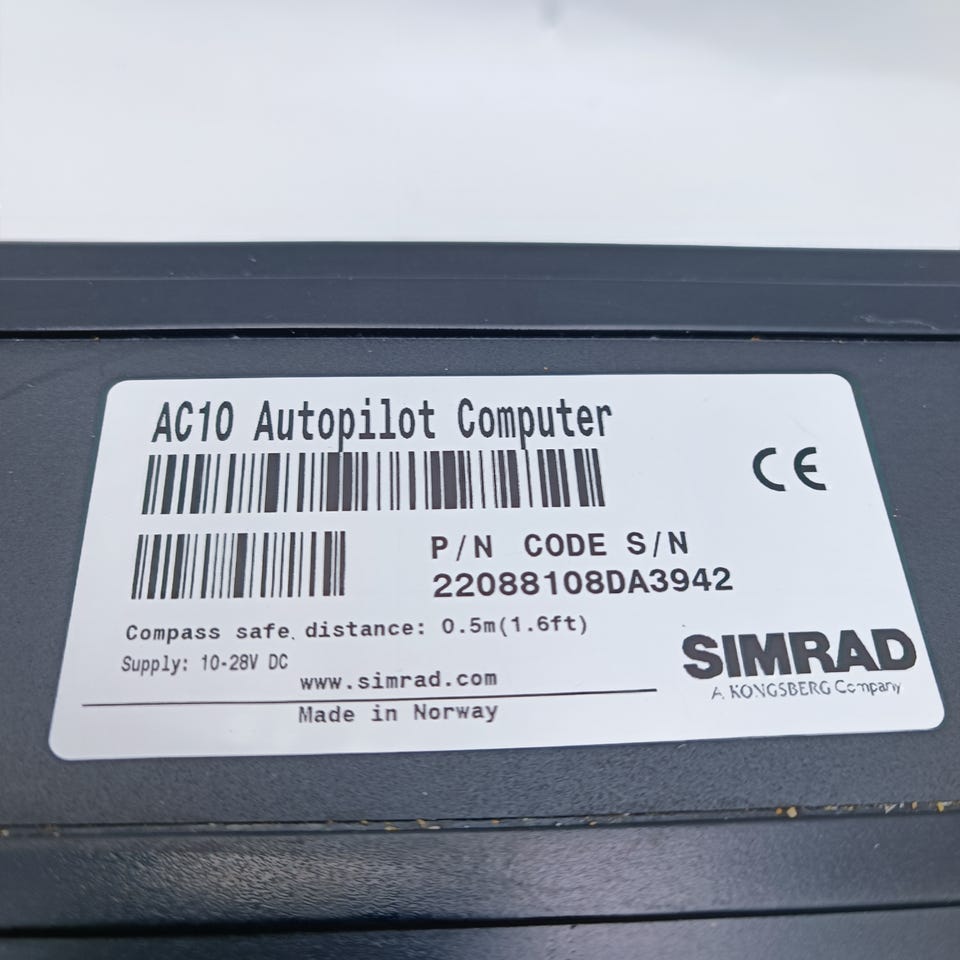 AC10 Autopilot Computer
CE
P/N CODE S/N
22088108DA3942
Compass safe distance: 0.5m(1.6ft)
Supply: 10-28V DC
SIMRAD
A KONGSBERG Company
www.simrad.com
Made in Norway